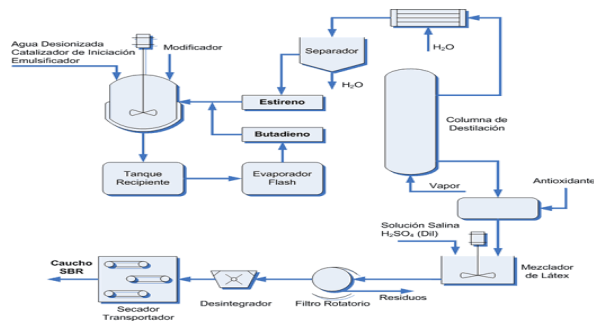 Agua Desionizada
Catalizador de Iniciación
Emulsificador
Modificador
Separador
H₂O
H₂O
Estireno
Butadieno
Columna de
Destilación
Tanque
Recipiente
Evaporador
Flash
Vapor
Antioxidante
Solución Salina
H₂SO₄ (Dil)
Mezclador
de Látex
Caucho
SBR
Secador
Transportador
Desintegrador
Filtro Rotatorio
Residuos